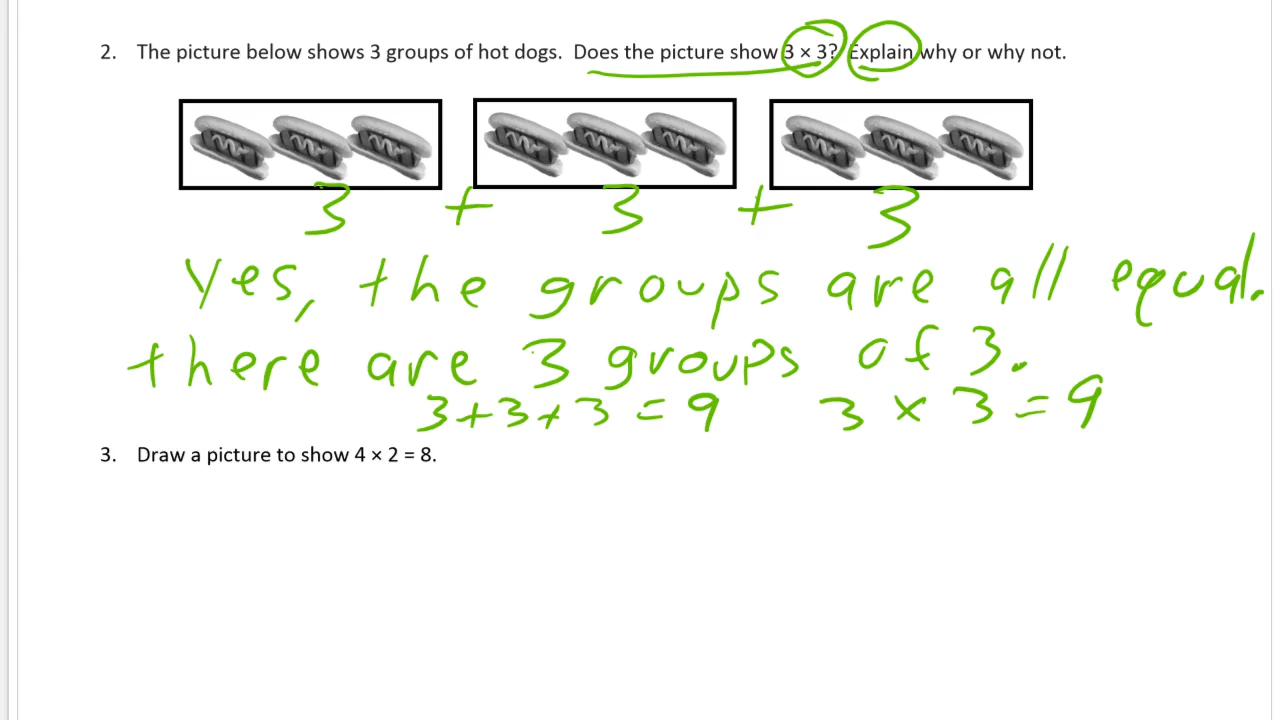 2. The picture below shows 3 groups of hot dogs. Does the picture show 3 × 3? Explain why or why not.
3 + 3 + 3
Yes, the groups are all equal.
there are 3 groups of 3.
3+3+3 = 9 3 × 3 = 9
3. Draw a picture to show 4 × 2 = 8.